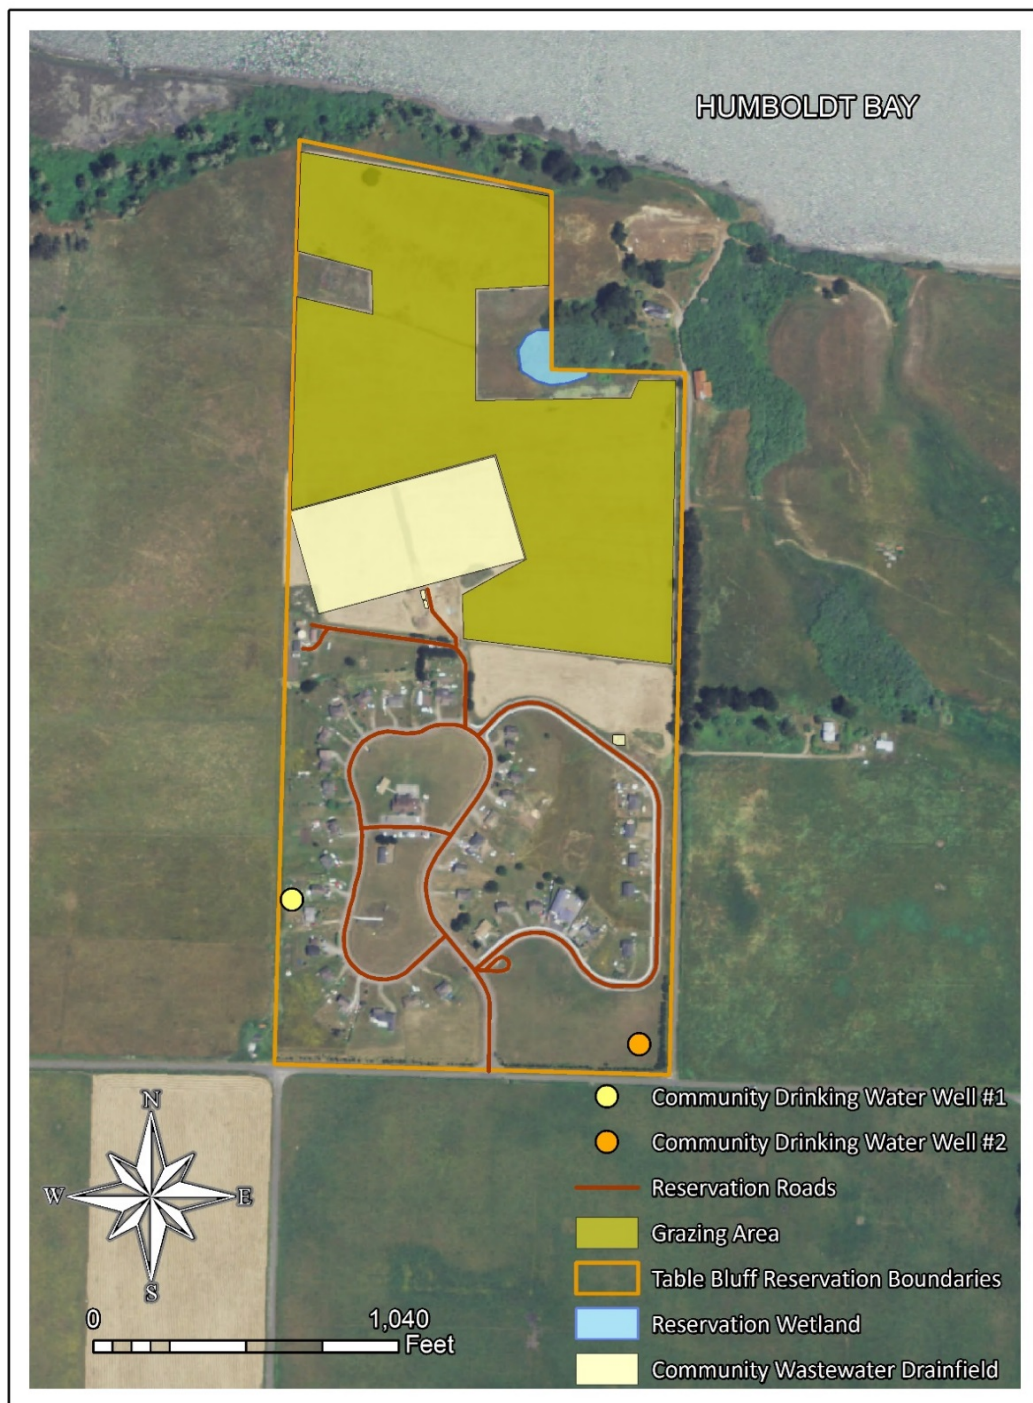 HUMBOLDT BAY
Community Drinking Water Well #1
Community Drinking Water Well #2
Reservation Roads
Grazing Area
Table Bluff Reservation Boundaries
Reservation Wetland
Community Wastewater Drainfield
N
W E
S
0 1,040
Feet